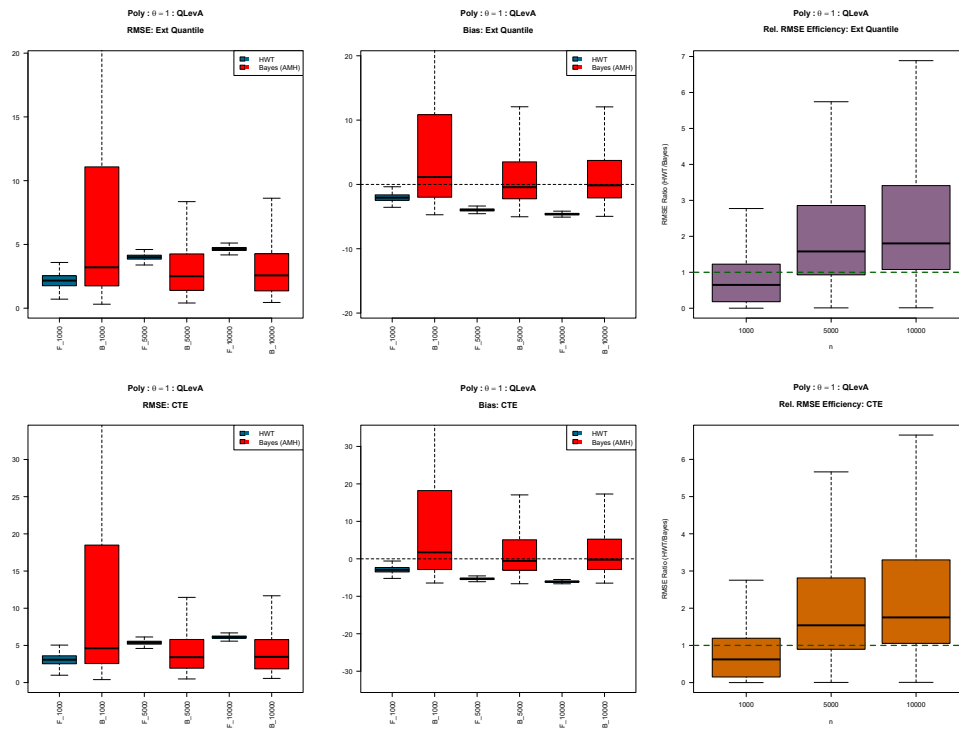 Poly : θ = 1 : QLevA
RMSE: Ext Quantile
HWT
Bayes (AMH)
20
15
10
5
0
F_1000
B_1000
F_5000
B_5000
F_10000
B_10000
Poly : θ = 1 : QLevA
Bias: Ext Quantile
HWT
Bayes (AMH)
20
10
0
-10
-20
F_1000
B_1000
F_5000
B_5000
F_10000
B_10000
Poly : θ = 1 : QLevA
Rel. RMSE Efficiency: Ext Quantile
RMSE Ratio (HWT/Bayes)
7
6
5
4
3
2
1
0
1000
5000
10000
n
Poly : θ = 1 : QLevA
RMSE: CTE
HWT
Bayes (AMH)
30
25
20
15
10
5
0
F_1000
B_1000
F_5000
B_5000
F_10000
B_10000
Poly : θ = 1 : QLevA
Bias: CTE
HWT
Bayes (AMH)
30
20
10
0
-10
-20
-30
F_1000
B_1000
F_5000
B_5000
F_10000
B_10000
Poly : θ = 1 : QLevA
Rel. RMSE Efficiency: CTE
RMSE Ratio (HWT/Bayes)
6
5
4
3
2
1
0
1000
5000
10000
n